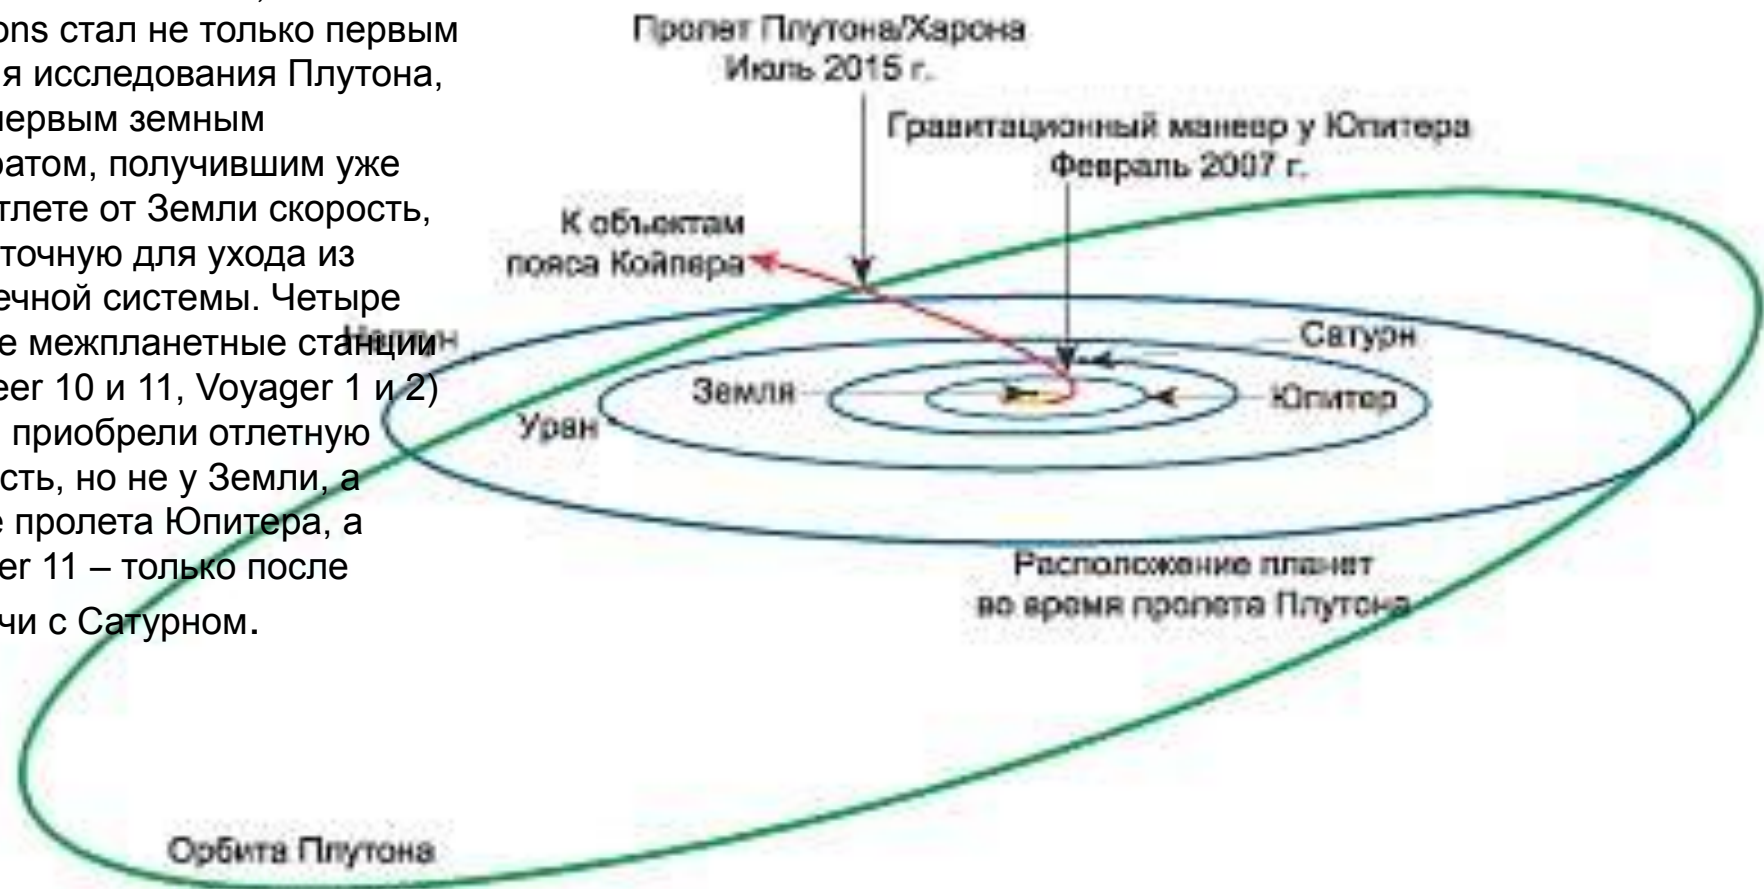 ons стал не только первым
я исследования Плутона,
первым земным
ратом, получившим уже
тлете от Земли скорость,
точную для ухода из
ечной системы. Четыре
е межпланетные станции
eer 10 и 11, Voyager 1 и 2)
приобрели отлетную
сть, но не у Земли, а
е пролета Юпитера, а
er 11 – только после
чи с Сатурном.
Пролет Плутона/Харона
Июль 2015 г.
Гравитационный маневр у Юпитера
Февраль 2007 г.
К объектам
пояса Койпера
Нептун
Сатурн
Земля
Юпитер
Уран
Расположение планет
во время пролета Плутона
Орбита Плутона